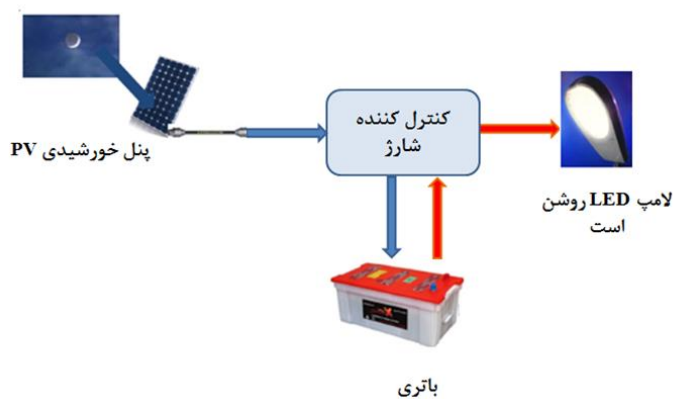 کنترل کننده
شارژ
پنل خورشیدی PV
لامپ LED روشن
است
باتری